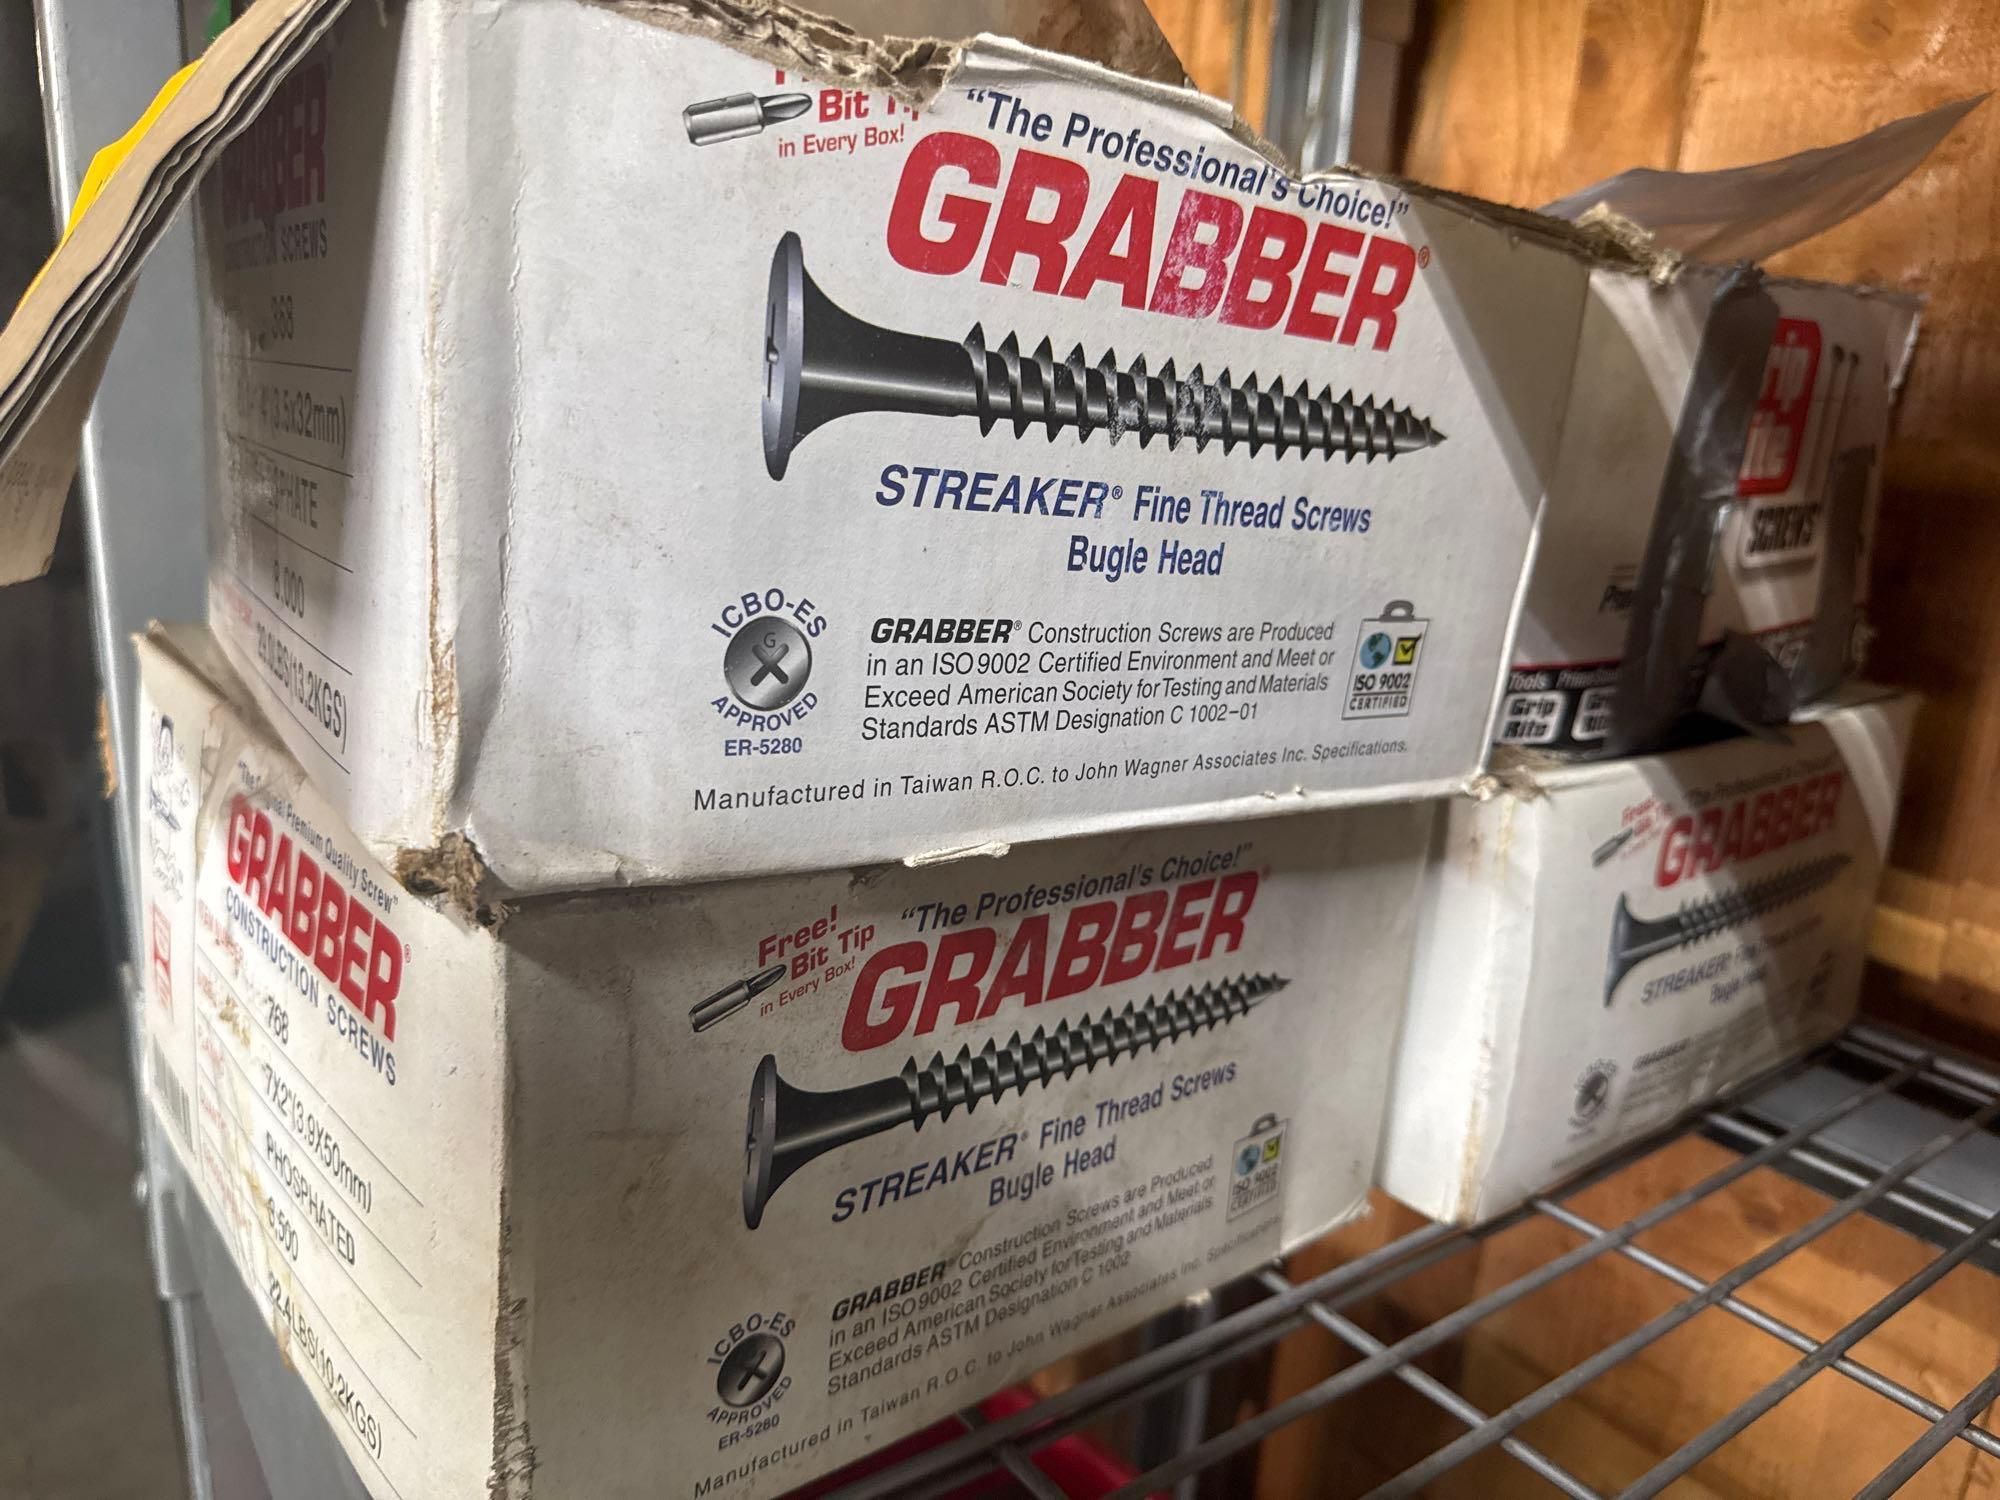 Bit
in Every Box!
"The Professional's Choice!"
GRABBER®
STREAKER® Fine Thread Screws
Bugle Head
ICBO-ES
G
APPROVED
ER-5280
GRABBER® Construction Screws are Produced
in an ISO 9002 Certified Environment and Meet or
Exceed American Society for Testing and Materials
Standards ASTM Designation C 1002-01
ISO 9002
CERTIFIED
Manufactured in Taiwan R.O.C. to John Wagner Associates Inc. Specifications.
GRABBER
SCREWS
368
(3.5x32mm)
8,000
(13.2KGS)
SCREWS
Tools
Grip
Rite
"The Original Premium Quality Screw"
GRABBER®
CONSTRUCTION SCREWS
768
7X2"(3.9X50mm)
PHOSPHATED
22.4LBS(10.2KGS)
Free!
Bit Tip
in Every Box!
"The Professional's Choice!"
GRABBER®
STREAKER® Fine Thread Screws
Bugle Head
ICBO-ES
APPROVED
ER-5280
GRABBER® Construction Screws are Produced
in an ISO 9002 Certified Environment and Meet or
Exceed American Society for Testing and Materials
Standards ASTM Designation C 1002
ISO 9002
CERTIFIED
Manufactured in Taiwan R.O.C. to John Wagner Associates Inc. Specifications
GRABBER
STREAKER®